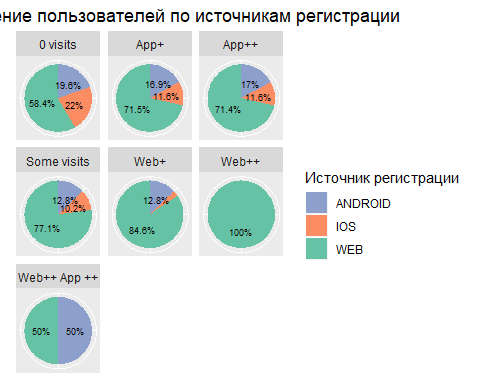 ение пользователей по источникам регистрации
0 visits
App+
App++
19.6%
22%
58.4%
16.9%
11.6%
71.5%
17%
11.6%
71.4%
Some visits
Web+
Web++
12.8%
10.2%
77.1%
12.8%
84.6%
100%
Web++ App ++
50%
50%
Источник регистрации
ANDROID
IOS
WEB